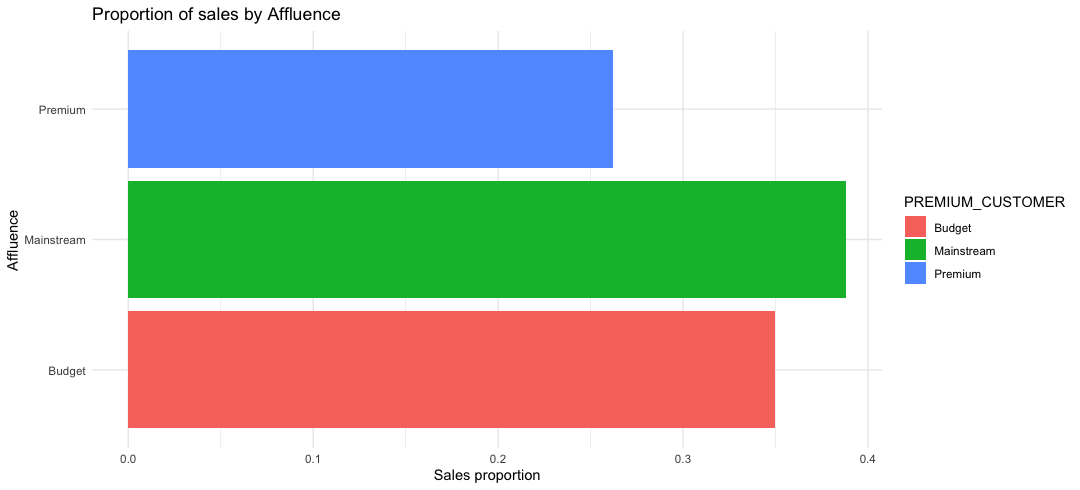 Proportion of sales by Affluence
Affluence
Premium
Mainstream
Budget
0.0 0.1 0.2 0.3 0.4
Sales proportion
PREMIUM_CUSTOMER
Budget
Mainstream
Premium